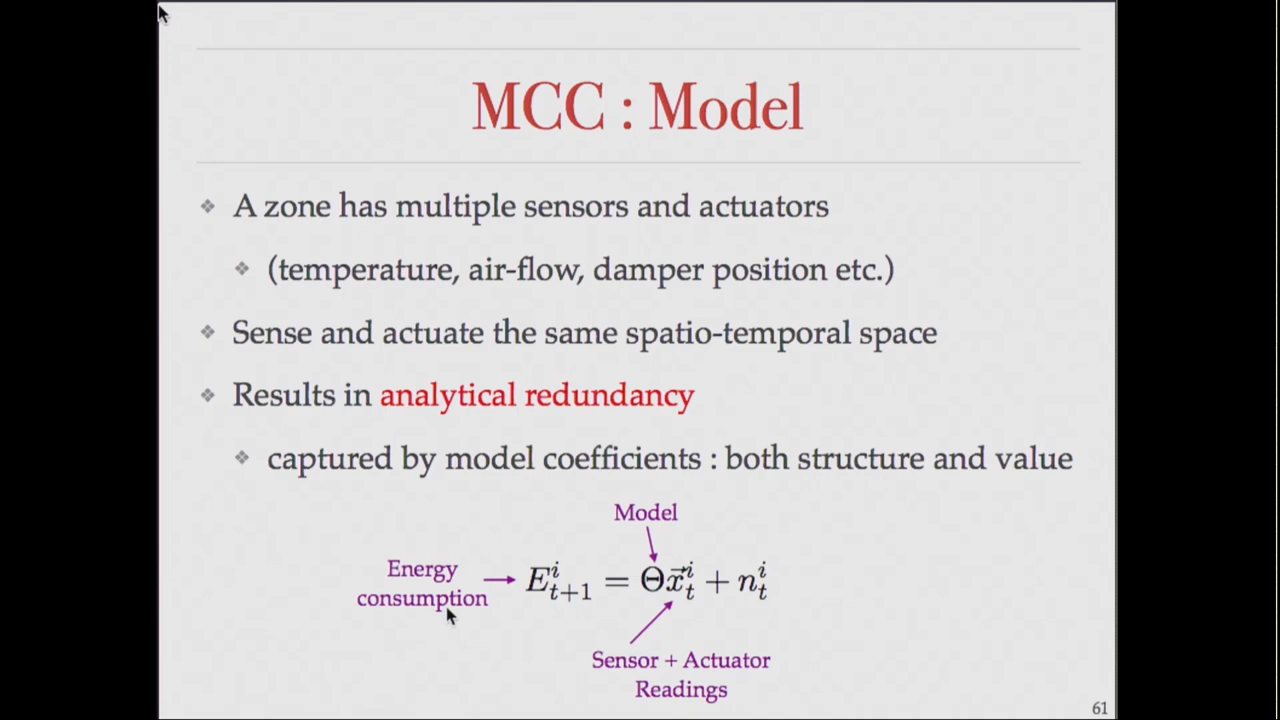 MCC : Model
❖ A zone has multiple sensors and actuators
❖ (temperature, air-flow, damper position etc.)
❖ Sense and actuate the same spatio-temporal space
❖ Results in analytical redundancy
❖ captured by model coefficients : both structure and value
Model
Energy
consumption
$E^i_{t+1} = \Theta \vec{x}^i_t + n^i_t$
Sensor + Actuator
Readings
61